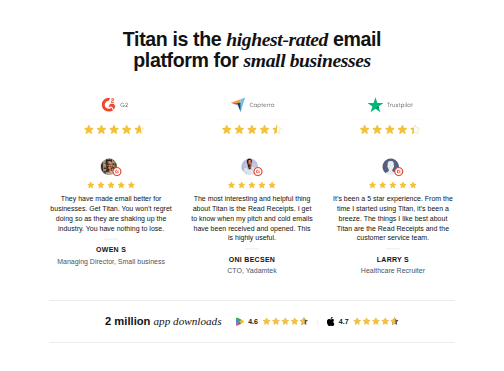 Titan is the highest-rated email
platform for small businesses
G2
Capterra
Trustpilot
They have made email better for
businesses. Get Titan. You won't regret
doing so as they are shaking up the
industry. You have nothing to lose.
OWEN S
Managing Director, Small business
The most interesting and helpful thing
about Titan is the Read Receipts. I get
to know when my pitch and cold emails
have been received and opened. This
is highly useful.
ONI BECSEN
CTO, Yadamtek
It's been a 5 star experience. From the
time I started using Titan, it's been a
breeze. The things I like best about
Titan are the Read Receipts and the
customer service team.
LARRY S
Healthcare Recruiter
2 million app downloads 4.6 4.7